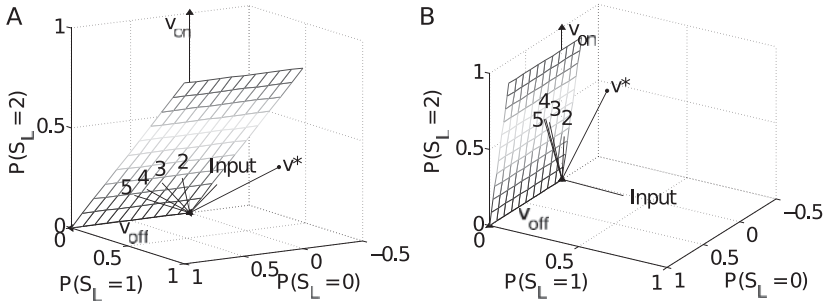 A
1
0.5
0
P(S_L = 2)
v_on
Input
v*
5 4 3 2
v_off
0
0.5
1
P(S_L = 1)
1
0.5
0
−0.5
P(S_L = 0)
B
1
0.5
0
P(S_L = 2)
v_on
v*
4 3 2
5
Input
v_off
0
0.5
1
P(S_L = 1)
1
0.5
0
−0.5
P(S_L = 0)